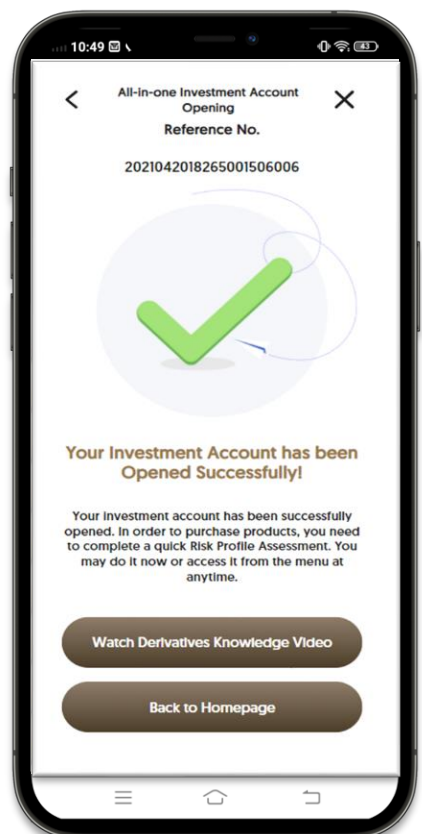 10:49
43
All-in-one Investment Account
Opening
Reference No.
2021042018265001506006
Your Investment Account has been
Opened Successfully!
Your investment account has been successfully
opened. In order to purchase products, you need
to complete a quick Risk Profile Assessment. You
may do it now or access it from the menu at
anytime.
Watch Derivatives Knowledge Video
Back to Homepage